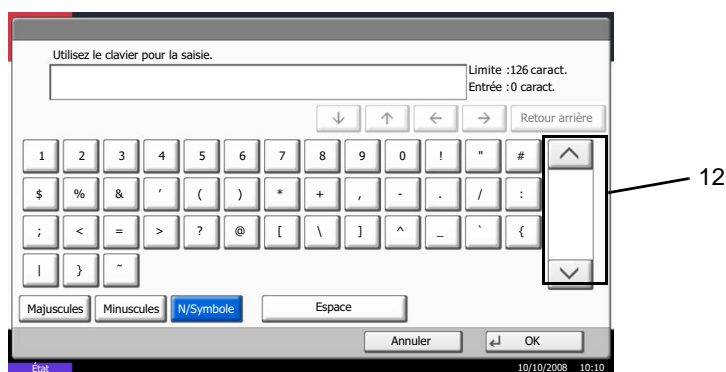 Utilisez le clavier pour la saisie.
Limite :126 caract.
Entrée :0 caract.
↓ ↑ ← → Retour arrière
1 2 3 4 5 6 7 8 9 0 ! " #
$ % & ' ( ) * + , - . / :
; < = > ? @ [ \ ] ^ _ ` {
| } ~
12
Majuscules Minuscules N/Symbole Espace
Annuler ↵ OK
État 10/10/2008 10:10